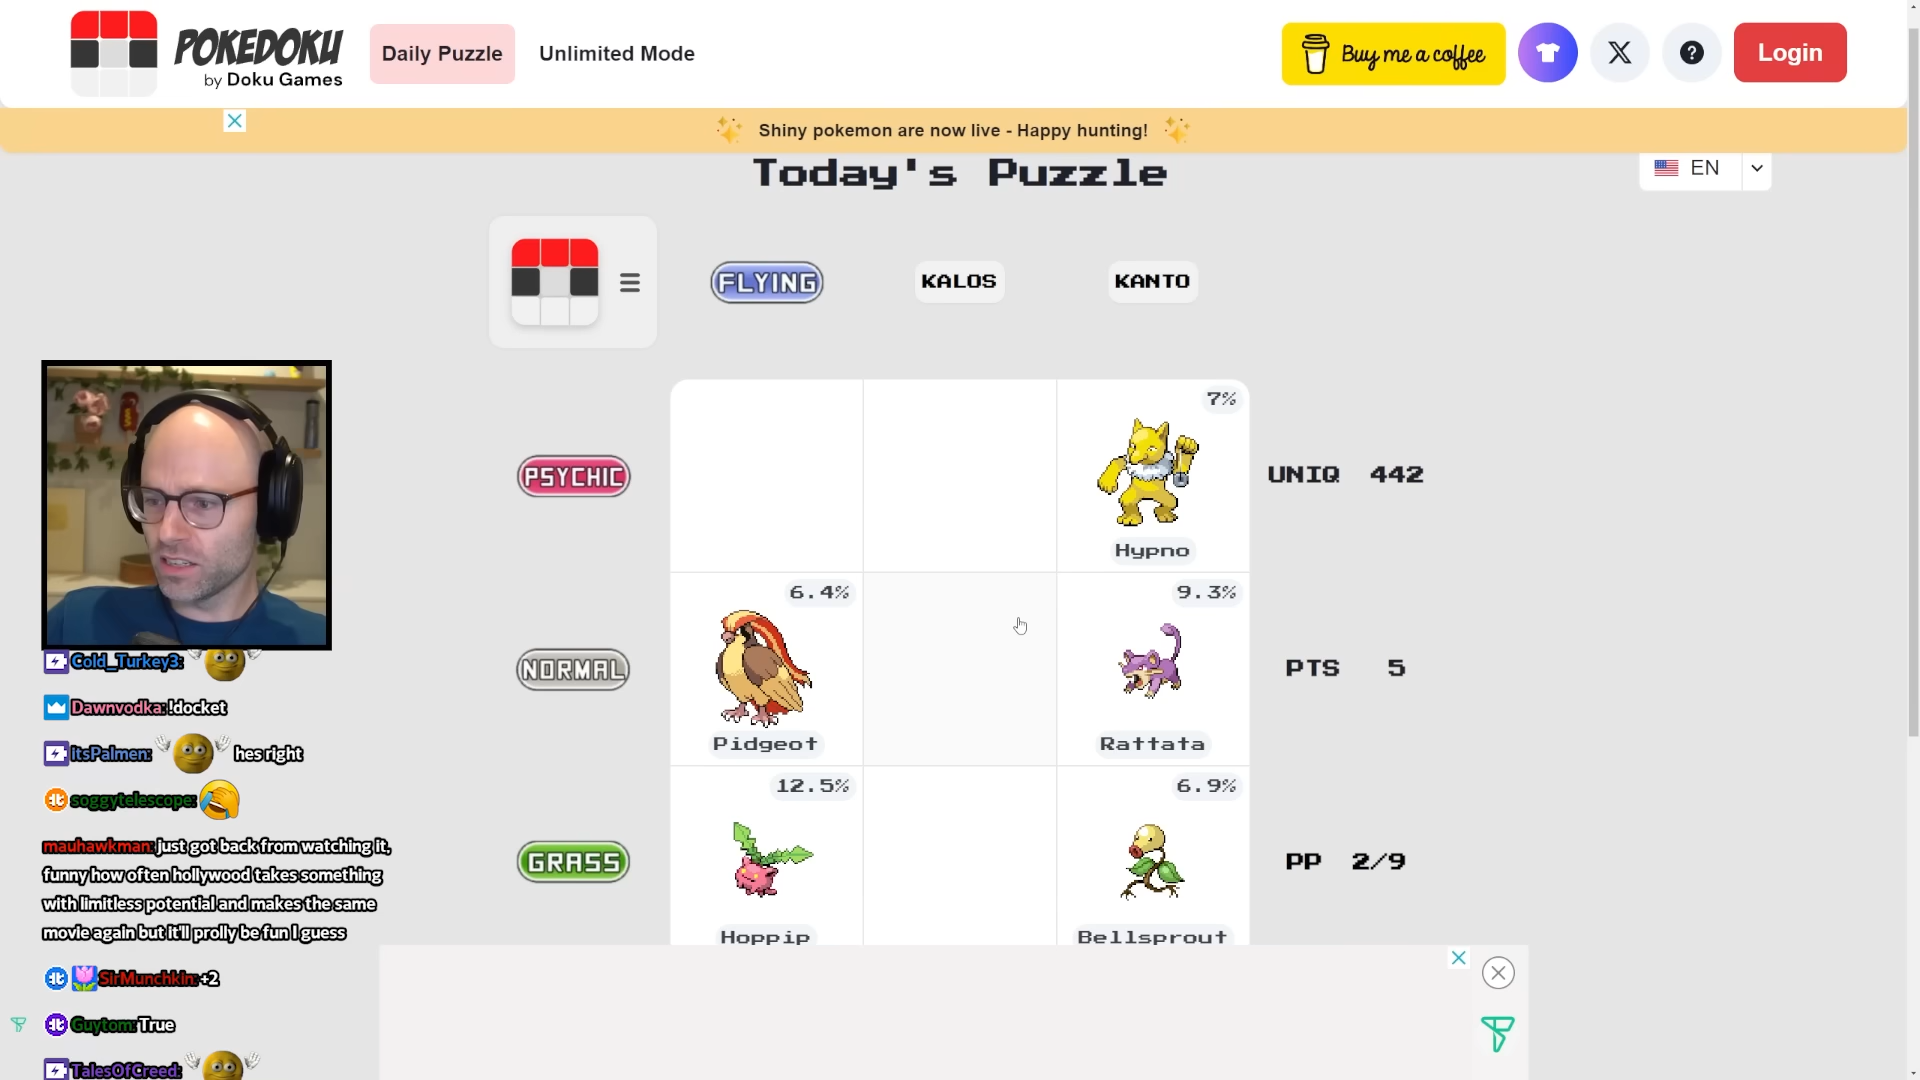 POKEDOKU
by Doku Games
Daily Puzzle
Unlimited Mode
Buy me a coffee
X
?
Login
Shiny pokemon are now live - Happy hunting!
Today's Puzzle
EN
FLYING
KALOS
KANTO
PSYCHIC
7%
Hypno
UNIQ 442
NORMAL
6.4%
Pidgeot
9.3%
Rattata
PTS 5
GRASS
12.5%
Hoppip
6.9%
Bellsprout
PP 2/9
Cold_Turkey3:
Dawnvodka: !docket
itsPalmen: hes right
soggytelescope:
mauhawkman: just got back from watching it,
funny how often hollywood takes something
with limitless potential and makes the same
movie again but it'll prolly be fun I guess
SirMunchkin: +2
Guytom: True
TalesOfCreed: